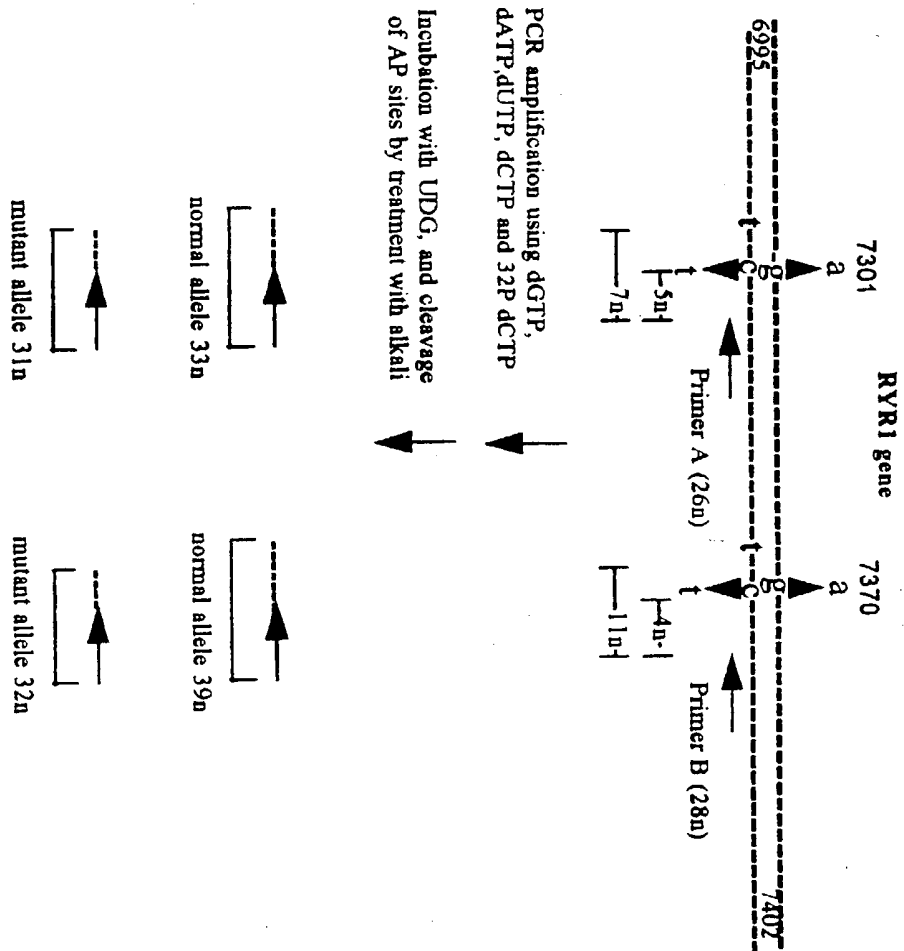 RYR1 gene
7301
7370
a
a
6995
g
g
7402
t
c
t
c
t
t
Primer A (26n)
Primer B (28n)
5n
4n
7n
11n
PCR amplification using dGTP,
dATP,dUTP, dCTP and 32P dCTP
Incubation with UDG, and cleavage
of AP sites by treatment with alkali
normal allele 33n
normal allele 39n
mutant allele 31n
mutant allele 32n